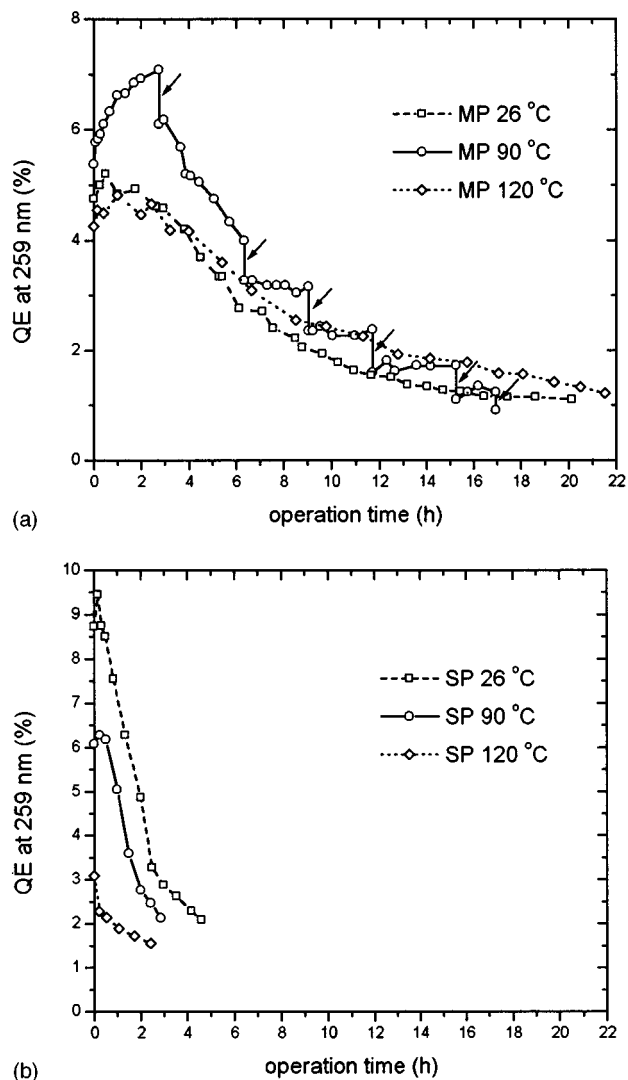 8
6
4
2
0
QE at 259 nm (%)
MP 26 °C
MP 90 °C
MP 120 °C
0 2 4 6 8 10 12 14 16 18 20 22
operation time (h)
(a)
10
9
8
7
6
5
4
3
2
1
0
QE at 259 nm (%)
SP 26 °C
SP 90 °C
SP 120 °C
0 2 4 6 8 10 12 14 16 18 20 22
operation time (h)
(b)